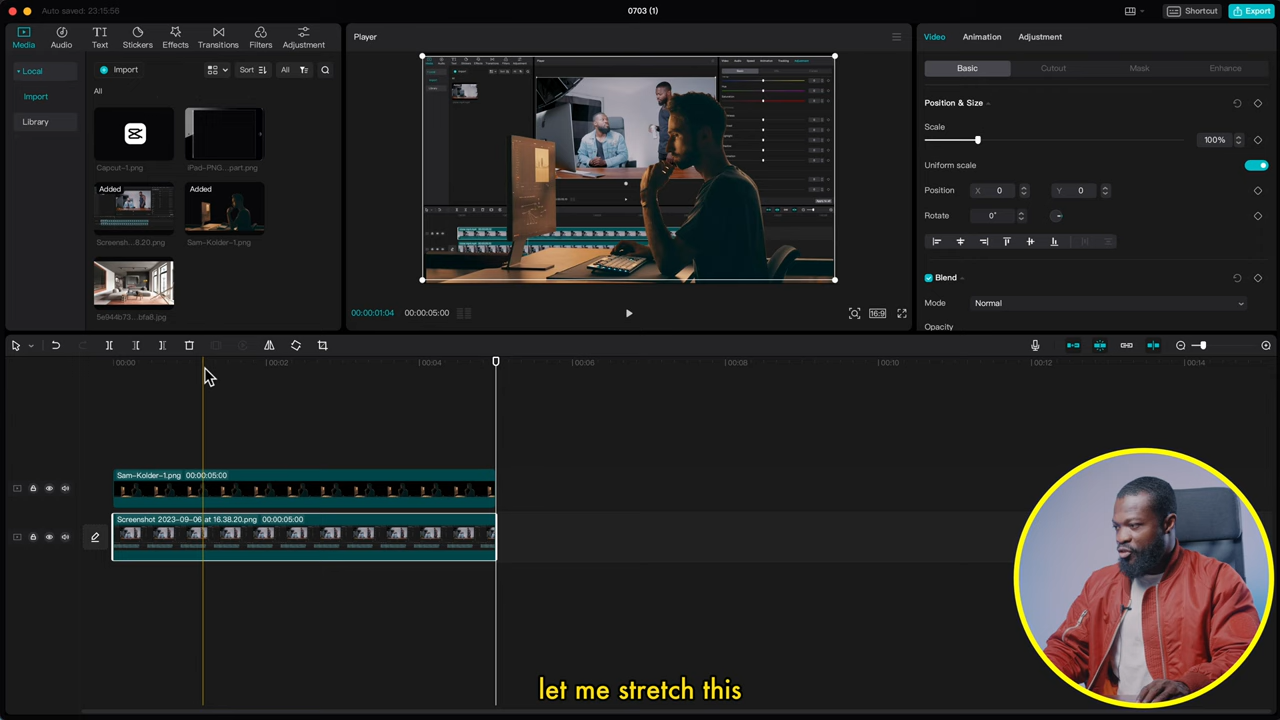 Auto saved: 23:15:56
0703 (1)
Shortcut
Export
Media
Audio
Text
Stickers
Effects
Transitions
Filters
Adjustment
Local
Import
Library
Import
Sort
All
All
Capcut-1.png
iPad-PNG...part.png
Added
Screensh...8.20.png
Added
Sam-Kolder-1.png
5e944b73...bfa8.jpg
Player
00:00:01:04
00:00:05:00
16:9
Video
Animation
Adjustment
Basic
Cutout
Mask
Enhance
Position & Size
Scale
100%
Uniform scale
Position
X
0
Y
0
Rotate
0°
Blend
Mode
Normal
Opacity
00:00
00:02
00:04
00:06
00:08
00:10
00:12
00:14
Sam-Kolder-1.png 00:00:05:00
Screenshot 2023-09-06 at 16.38.20.png 00:00:05:00
let me stretch this